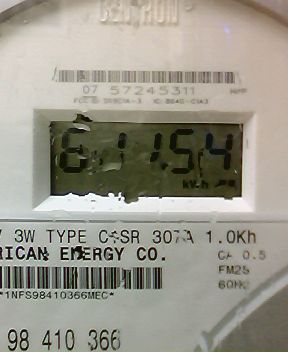 CENTRON
07 57245311
61154
kWh
V 3W TYPE C*SR 307A 1.0Kh
RICAN ENERGY CO.
CA 0.5
FM2S
60Hz
*1NFS98410366MEC*
98 410 366